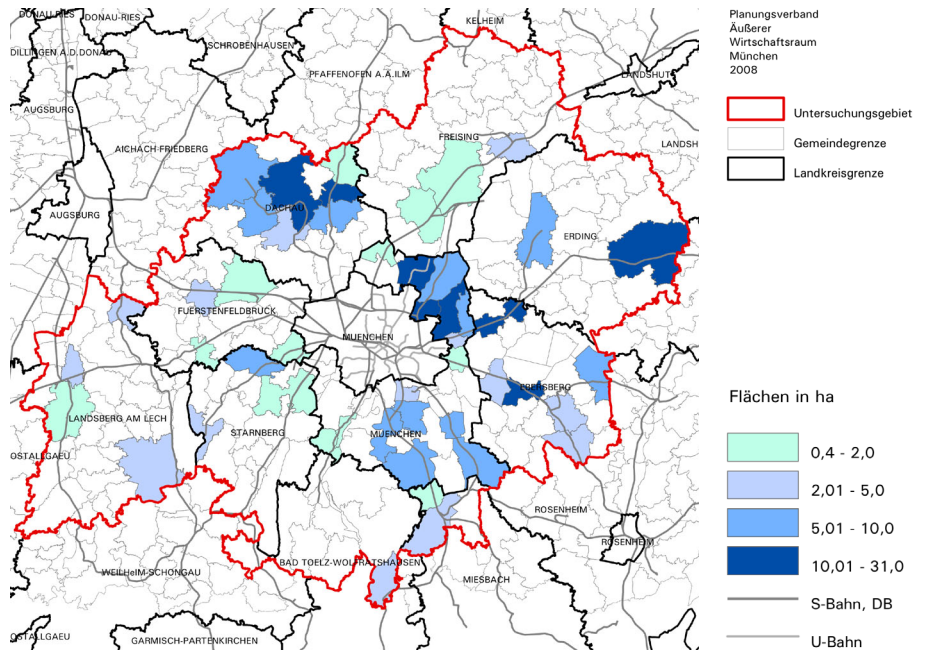 DONAU-RIES
DONAU-RIES
KELHEIM
DILLINGEN A.D.DONAU
SCHROBENHAUSEN
PFAFFENOFEN A.A.ILM
LANDSHUT
AUGSBURG
FREISING
AICHACH-FRIEDBERG
LANDSH
DACHAU
AUGSBURG
ERDING
FUERSTENFELDBRUCK
MUENCHEN
EBERSBERG
LANDSBERG AM LECH
STARNBERG
MUENCHEN
OSTALLGAEU
ROSENHEIM
ROSENHEIM
BAD TOELZ-WOLFRATSHAUSEN
WEILHEIM-SCHONGAU
MIESBACH
OSTALLGAEU
GARMISCH-PARTENKIRCHEN
Planungsverband
Äußerer
Wirtschaftsraum
München
2008
Untersuchungsgebiet
Gemeindegrenze
Landkreisgrenze
Flächen in ha
0,4 - 2,0
2,01 - 5,0
5,01 - 10,0
10,01 - 31,0
S-Bahn, DB
U-Bahn